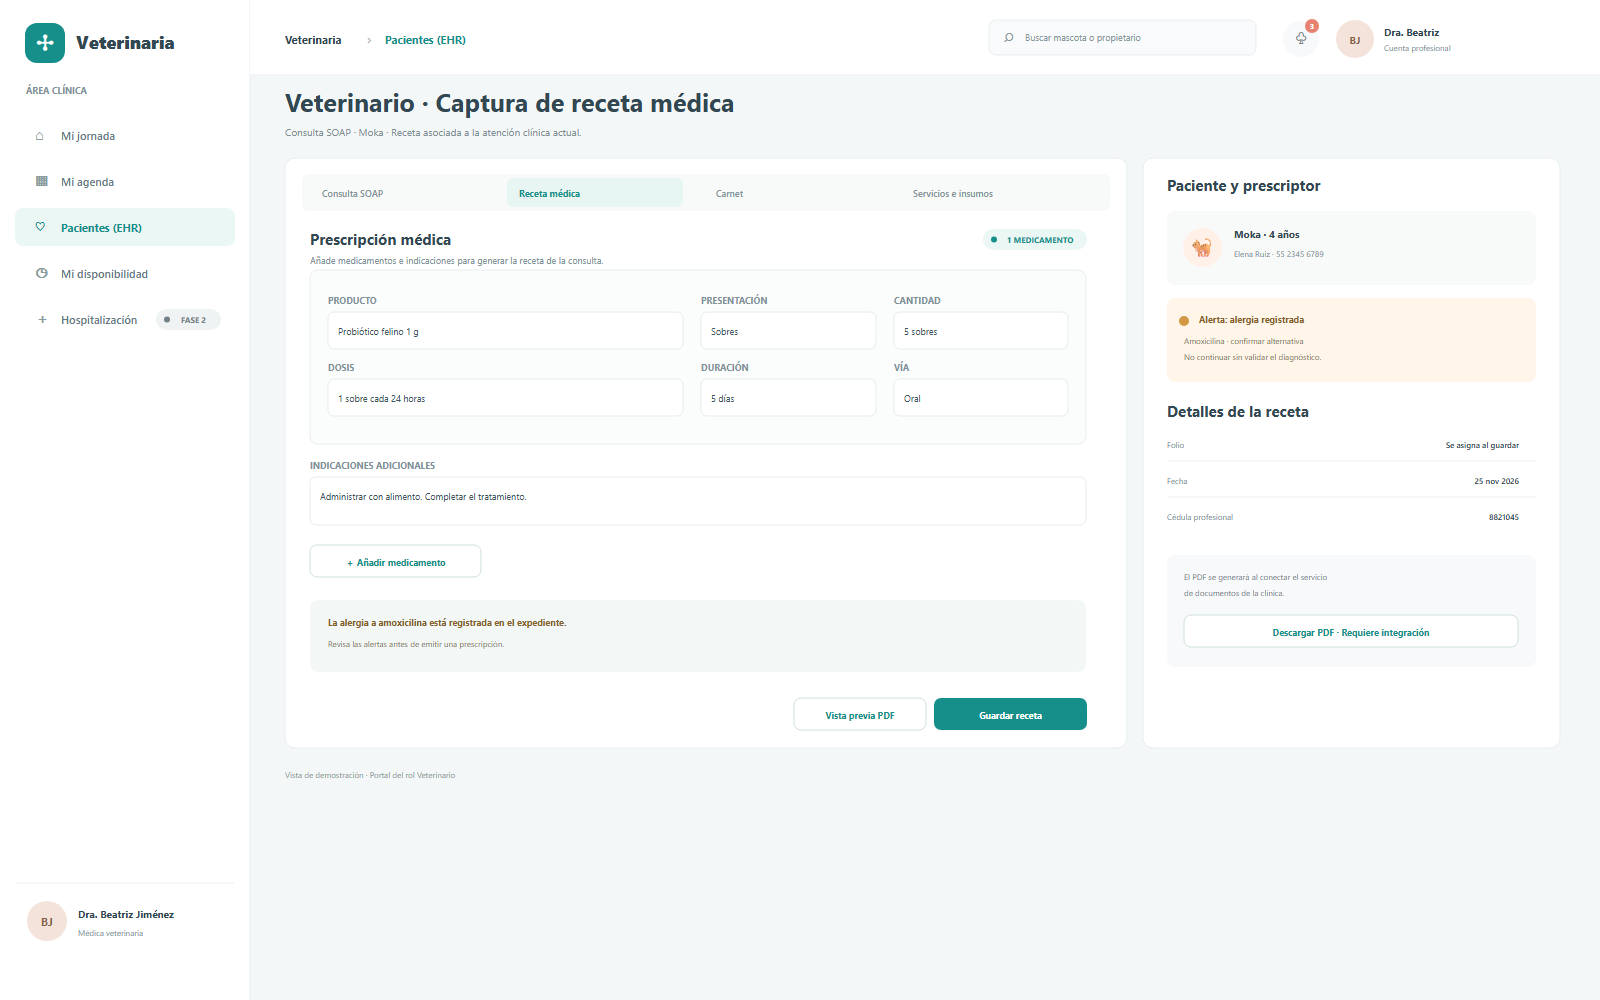 Veterinaria
ÁREA CLÍNICA
Mi jornada
Mi agenda
Pacientes (EHR)
Mi disponibilidad
Hospitalización
FASE 2
Dra. Beatriz Jiménez
BJ
Médica veterinaria
Veterinaria › Pacientes (EHR)
Buscar mascota o propietario
3
BJ
Dra. Beatriz
Cuenta profesional
Veterinario · Captura de receta médica
Consulta SOAP · Moka · Receta asociada a la atención clínica actual.
Consulta SOAP
Receta médica
Carnet
Servicios e insumos
Prescripción médica
1 MEDICAMENTO
Añade medicamentos e indicaciones para generar la receta de la consulta.
PRODUCTO
PRESENTACIÓN
CANTIDAD
Probiótico felino 1 g
Sobres
5 sobres
DOSIS
DURACIÓN
VÍA
1 sobre cada 24 horas
5 días
Oral
INDICACIONES ADICIONALES
Administrar con alimento. Completar el tratamiento.
+ Añadir medicamento
La alergia a amoxicilina está registrada en el expediente.
Revisa las alertas antes de emitir una prescripción.
Vista previa PDF
Guardar receta
Paciente y prescriptor
Moka · 4 años
Elena Ruiz · 55 2345 6789
Alerta: alergia registrada
Amoxicilina · confirmar alternativa
No continuar sin validar el diagnóstico.
Detalles de la receta
Folio
Se asigna al guardar
Fecha
25 nov 2026
Cédula profesional
8821045
El PDF se generará al conectar el servicio
de documentos de la clínica.
Descargar PDF · Requiere integración
Vista de demostración · Portal del rol Veterinario